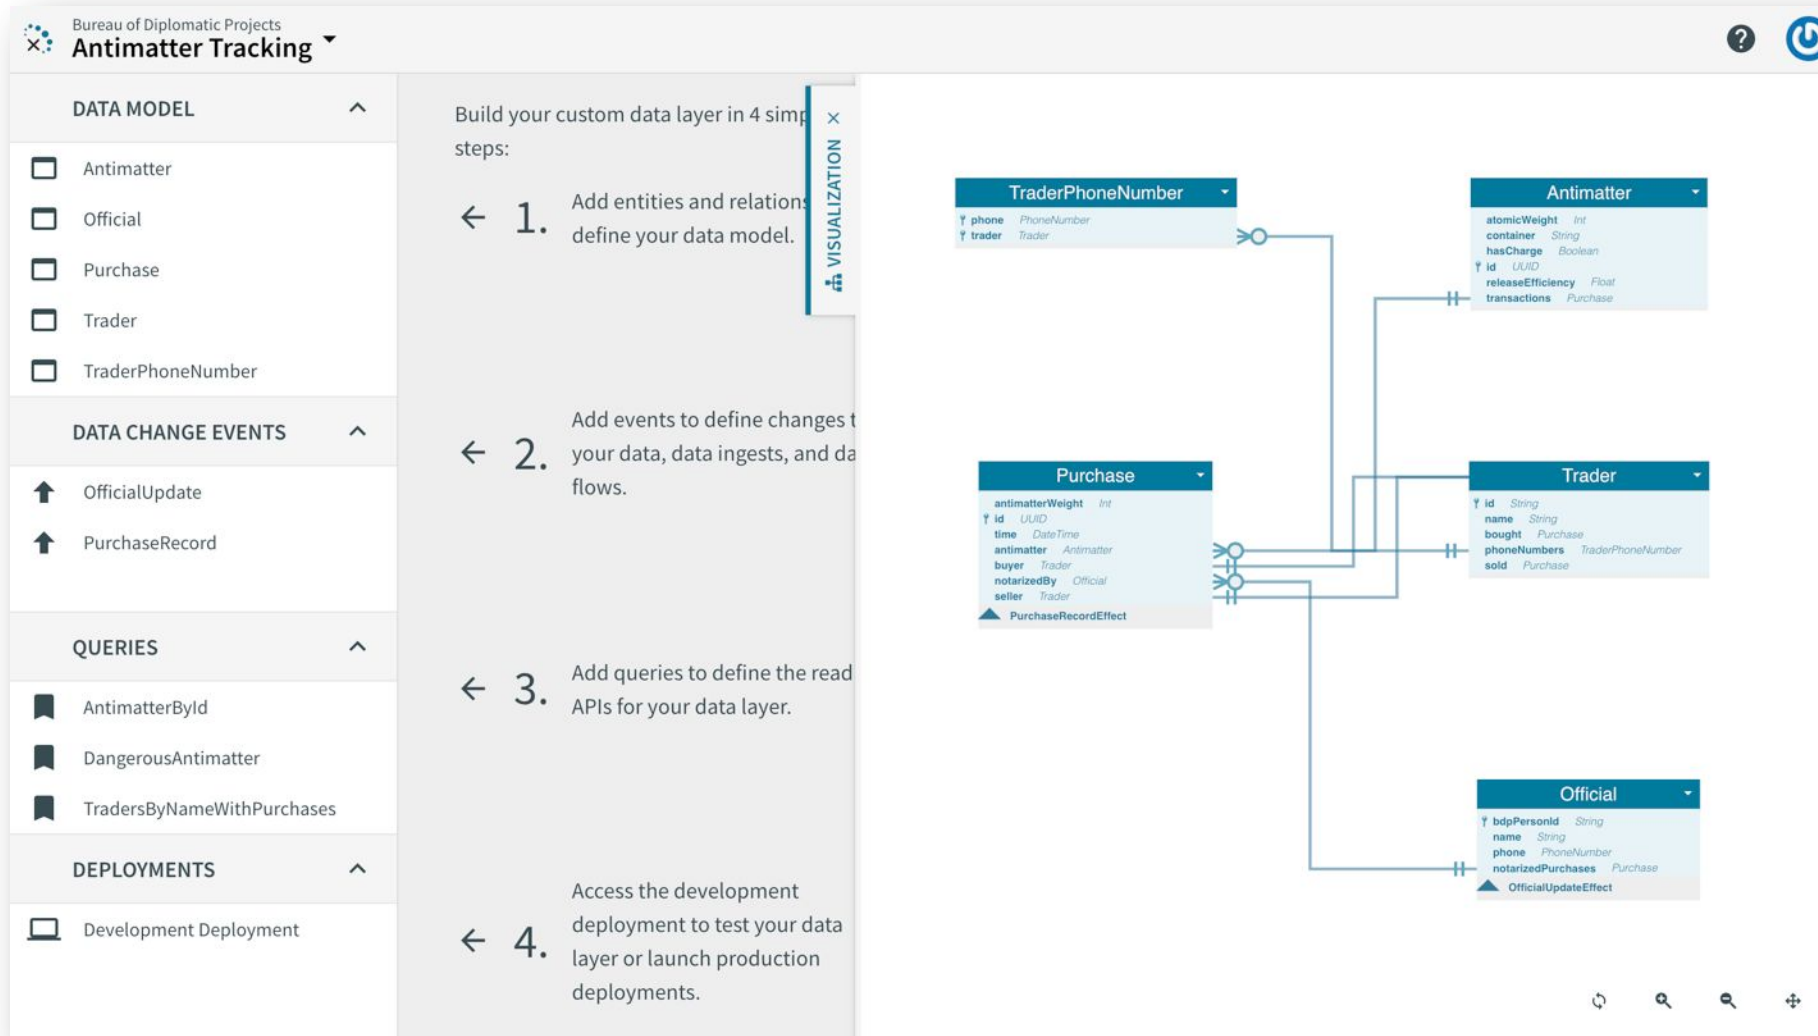 Bureau of Diplomatic Projects
Antimatter Tracking
DATA MODEL
Antimatter
Official
Purchase
Trader
TraderPhoneNumber
DATA CHANGE EVENTS
OfficialUpdate
PurchaseRecord
QUERIES
AntimatterById
DangerousAntimatter
TradersByNameWithPurchases
DEPLOYMENTS
Development Deployment
Build your custom data layer in 4 simp
steps:
1.
Add entities and relations
define your data model.
2.
Add events to define changes t
your data, data ingests, and da
flows.
3.
Add queries to define the read
APIs for your data layer.
4.
Access the development
deployment to test your data
layer or launch production
deployments.
VISUALIZATION
TraderPhoneNumber
phone PhoneNumber
trader Trader
Antimatter
atomicWeight Int
container String
hasCharge Boolean
id UUID
releaseEfficiency Float
transactions Purchase
Purchase
antimatterWeight Int
id UUID
time DateTime
antimatter Antimatter
buyer Trader
notarizedBy Official
seller Trader
PurchaseRecordEffect
Trader
id String
name String
bought Purchase
phoneNumbers TraderPhoneNumber
sold Purchase
Official
bdpPersonId String
name String
phone PhoneNumber
notarizedPurchases Purchase
OfficialUpdateEffect